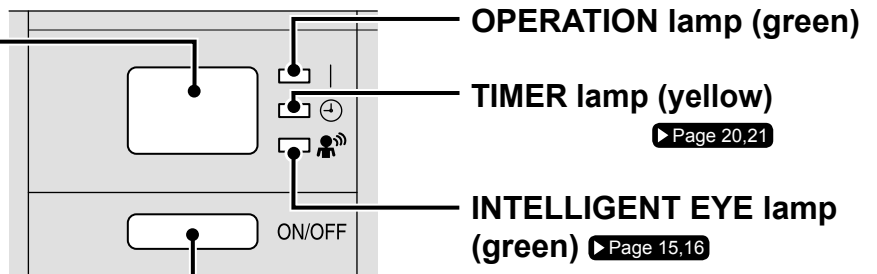 OPERATION lamp (green)
TIMER lamp (yellow)
Page 20,21
INTELLIGENT EYE lamp
(green) Page 15,16
ON/OFF